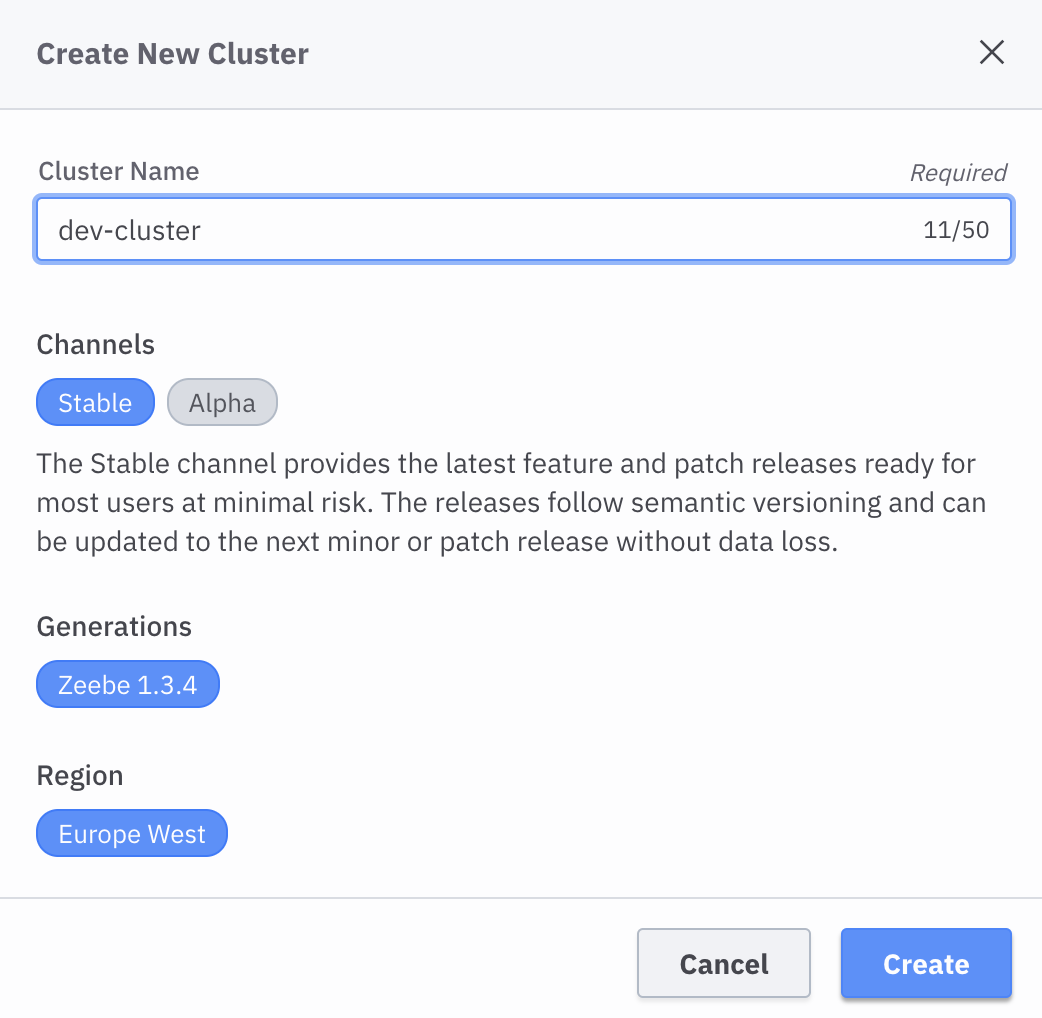 Create New Cluster
Cluster Name
Required
dev-cluster
11/50
Channels
Stable
Alpha
The Stable channel provides the latest feature and patch releases ready for
most users at minimal risk. The releases follow semantic versioning and can
be updated to the next minor or patch release without data loss.
Generations
Zeebe 1.3.4
Region
Europe West
Cancel
Create